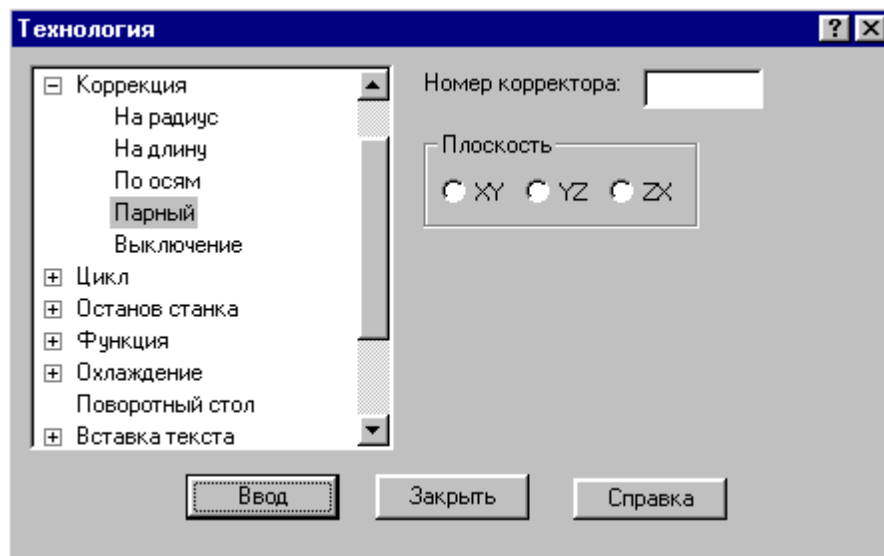 Технология
Коррекция
На радиус
На длину
По осям
Парный
Выключение
Цикл
Останов станка
Функция
Охлаждение
Поворотный стол
Вставка текста
Номер корректора:
Плоскость
XY YZ ZX
Ввод Закрыть Справка